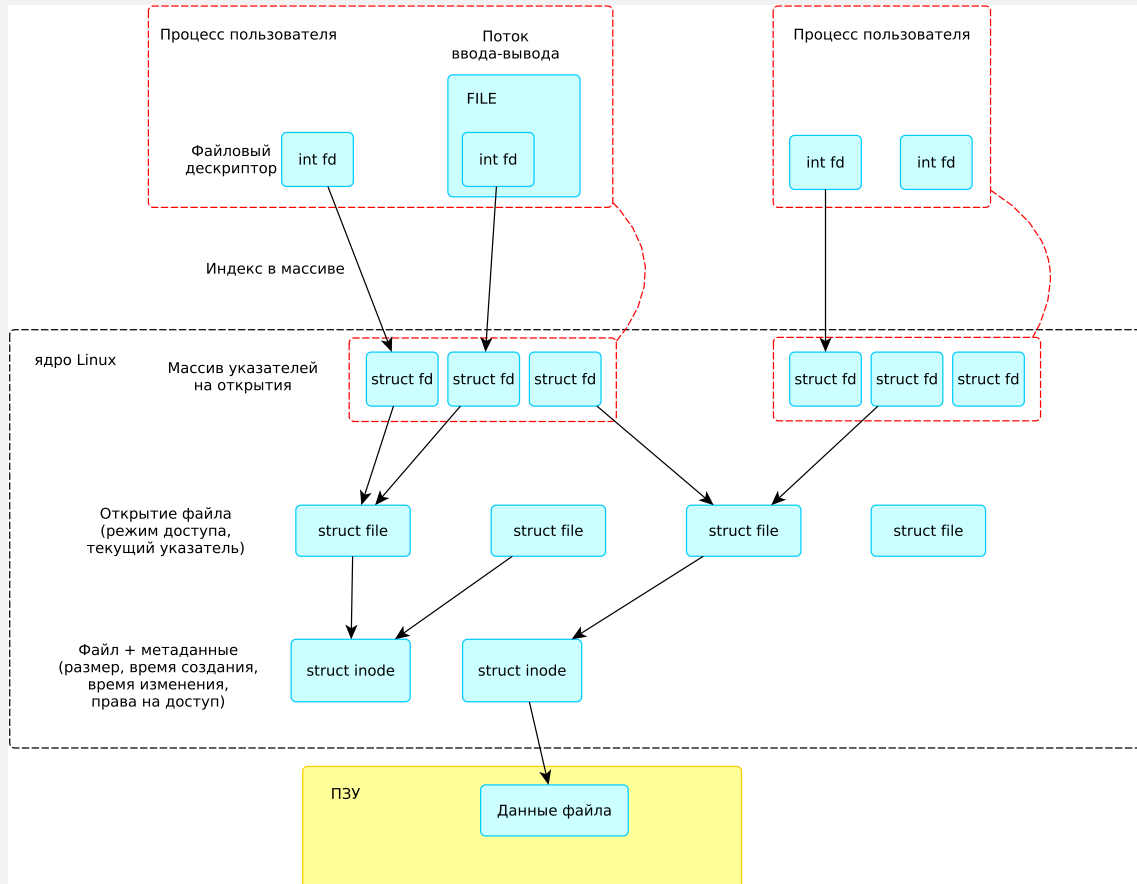 Процесс пользователя
Поток
ввода-вывода
Процесс пользователя
FILE
Файловый
дескриптор
int fd
int fd
int fd
int fd
Индекс в массиве
ядро Linux
Массив указателей
на открытия
struct fd
struct fd
struct fd
struct fd
struct fd
struct fd
Открытие файла
(режим доступа,
текущий указатель)
struct file
struct file
struct file
struct file
Файл + метаданные
(размер, время создания,
время изменения,
права на доступ)
struct inode
struct inode
ПЗУ
Данные файла